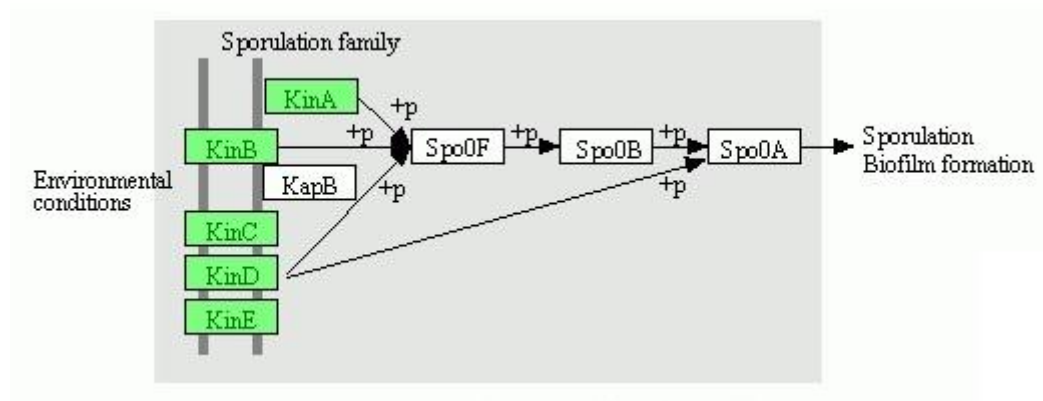 Sporulation family
KinA
+p
KinB
+p
Spo0F
+p
Spo0B
+p
Spo0A
Sporulation
Biofilm formation
Environmental
conditions
KapB
+p
+p
KinC
KinD
KinE